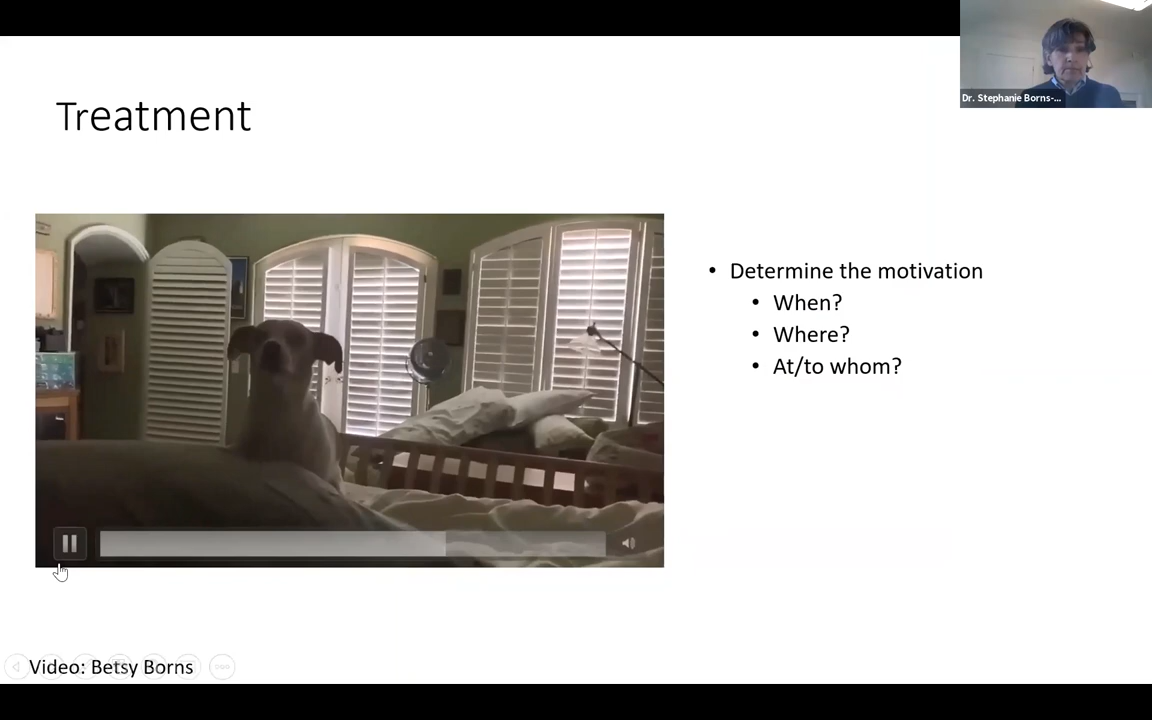 Dr. Stephanie Borns-...
Treatment
• Determine the motivation
• When?
• Where?
• At/to whom?
Video: Betsy Borns